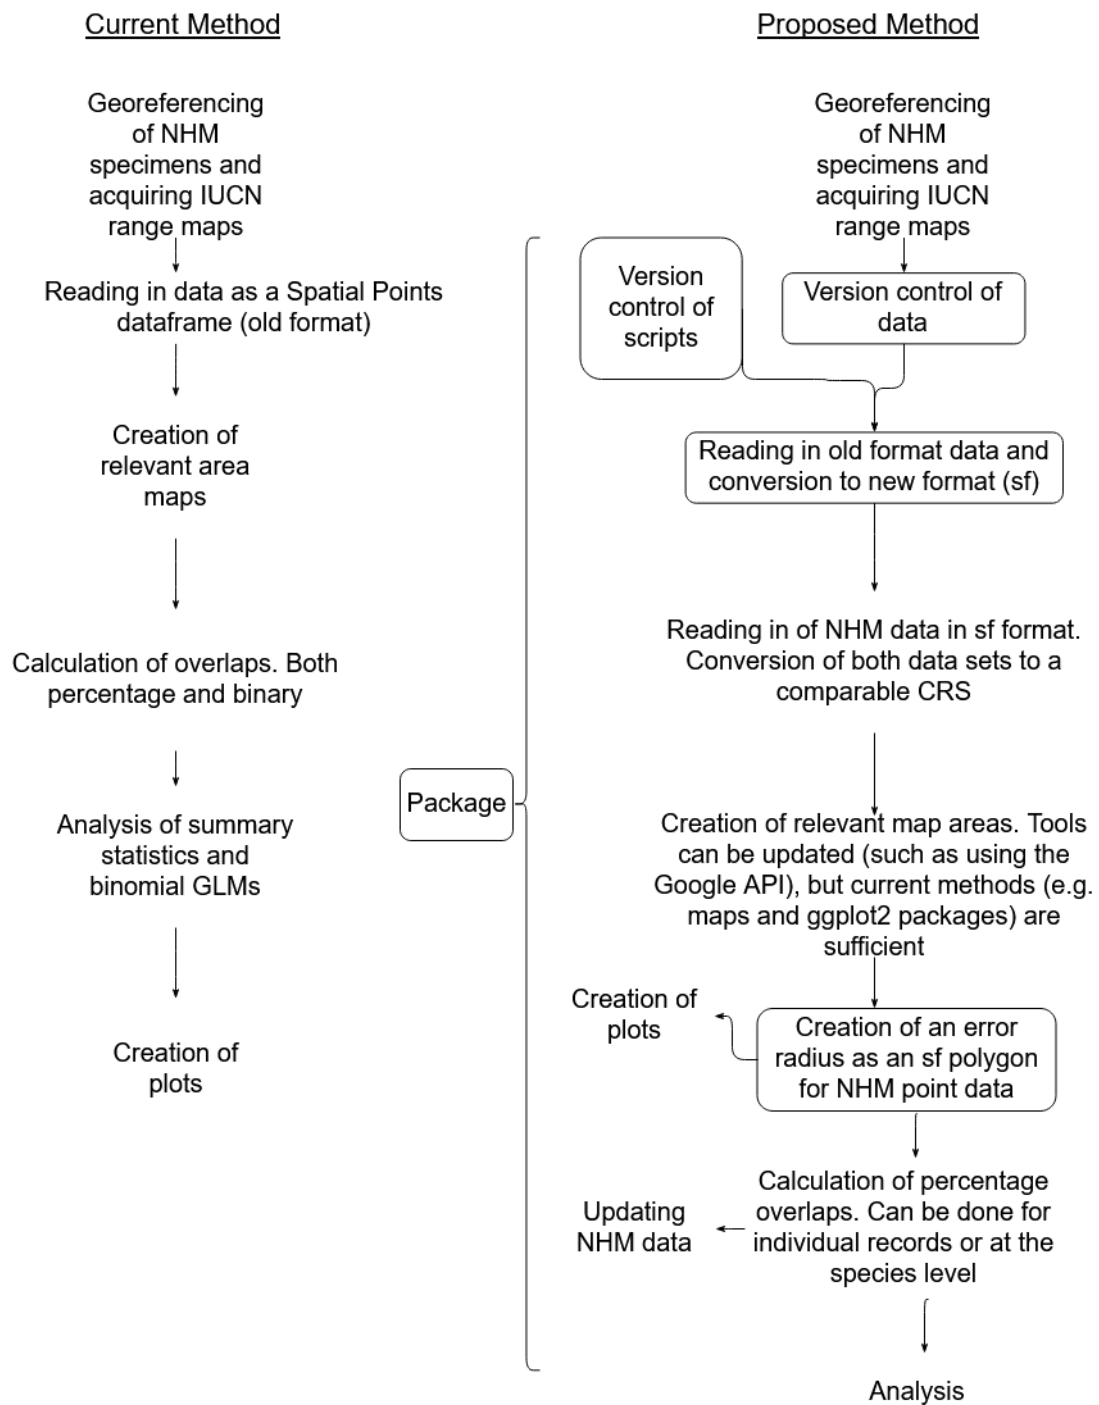 Current Method
Georeferencing
of NHM
specimens and
acquiring IUCN
range maps
Reading in data as a Spatial Points
dataframe (old format)
Creation of
relevant area
maps
Calculation of overlaps. Both
percentage and binary
Analysis of summary
statistics and
binomial GLMs
Creation of
plots
Package
Proposed Method
Georeferencing
of NHM
specimens and
acquiring IUCN
range maps
Version
control of
scripts
Version control of
data
Reading in old format data and
conversion to new format (sf)
Reading in of NHM data in sf format.
Conversion of both data sets to a
comparable CRS
Creation of relevant map areas. Tools
can be updated (such as using the
Google API), but current methods (e.g.
maps and ggplot2 packages) are
sufficient
Creation of
plots
Creation of an error
radius as an sf polygon
for NHM point data
Calculation of percentage
overlaps. Can be done for
individual records or at the
species level
Updating
NHM data
Analysis